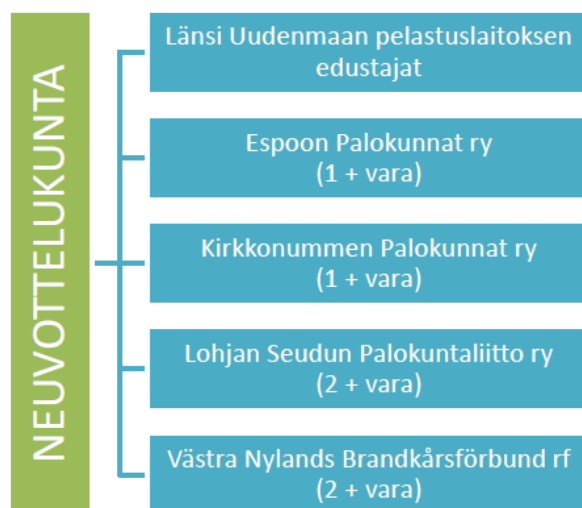 NEUVOTTELUKUNTA
Länsi Uudenmaan pelastuslaitoksen
edustajat
Espoon Palokunnat ry
(1 + vara)
Kirkkonummen Palokunnat ry
(1 + vara)
Lohjan Seudun Palokuntaliitto ry
(2 + vara)
Västra Nylands Brandkårsförbund rf
(2 + vara)